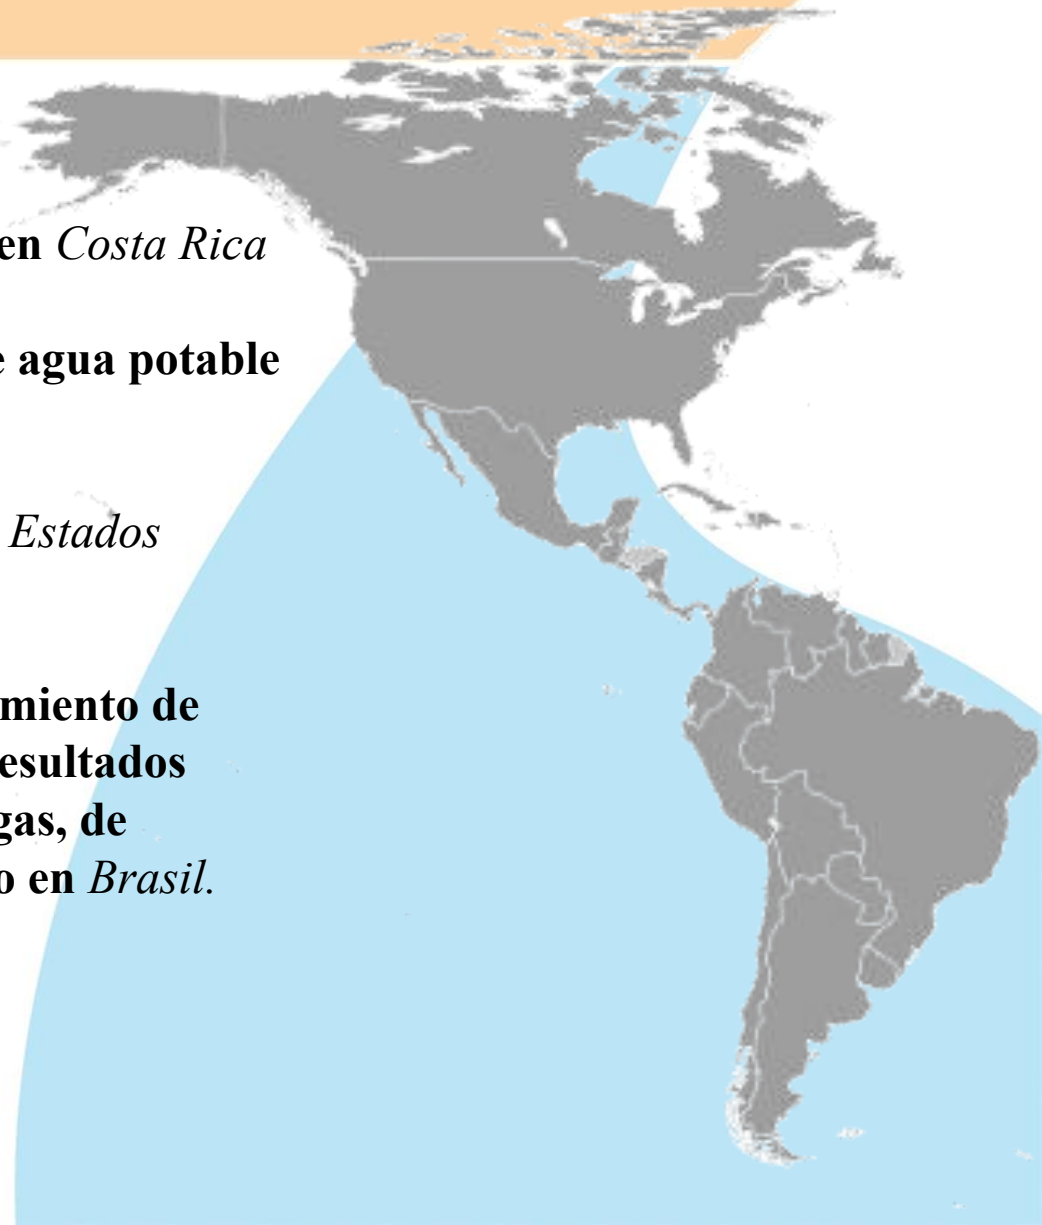 en Costa Rica
agua potable
Estados
miento de
esultados
gas, de
o en Brasil.